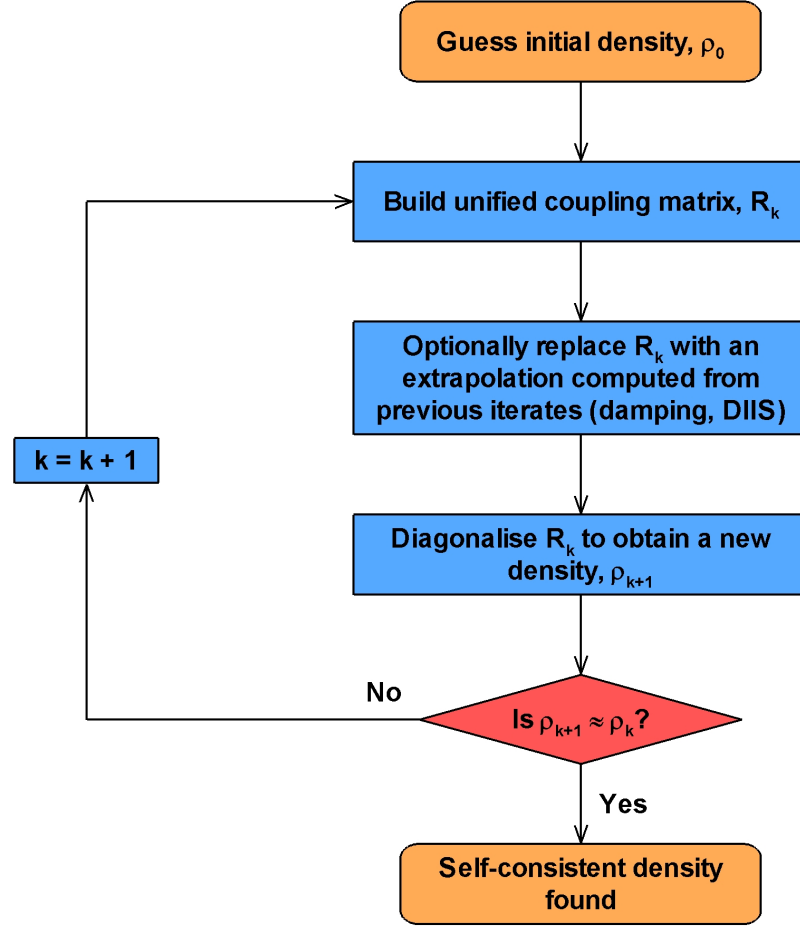 Guess initial density, ρ₀
Build unified coupling matrix, Rₖ
Optionally replace Rₖ with an
extrapolation computed from
previous iterates (damping, DIIS)
k = k + 1
Diagonalise Rₖ to obtain a new
density, ρₖ₊₁
No
Is ρₖ₊₁ ≈ ρₖ?
Yes
Self-consistent density
found